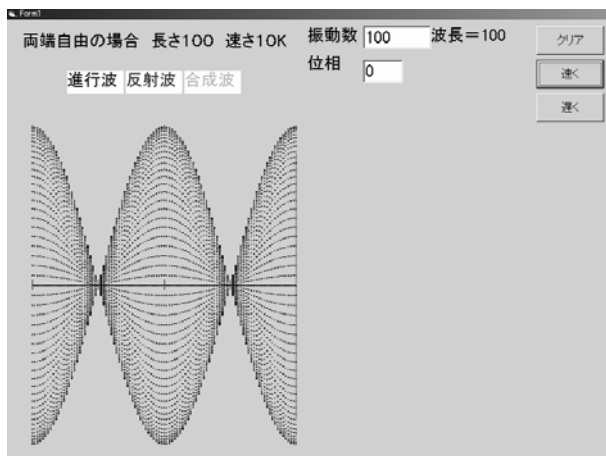 Form1
両端自由の場合 長さ100 速さ10K
振動数 100 波長＝100
位相 0
進行波 反射波 合成波
クリア
速く
遅く